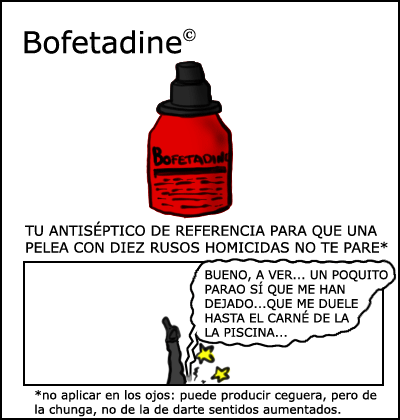 Bofetadine©
BOFETADINE
TU ANTISÉPTICO DE REFERENCIA PARA QUE UNA
PELEA CON DIEZ RUSOS HOMICIDAS NO TE PARE*
BUENO, A VER... UN POQUITO
PARAO SÍ QUE ME HAN
DEJADO...QUE ME DUELE
HASTA EL CARNÉ DE LA
LA PISCINA...
*no aplicar en los ojos: puede producir ceguera, pero de
la chunga, no de la de darte sentidos aumentados.